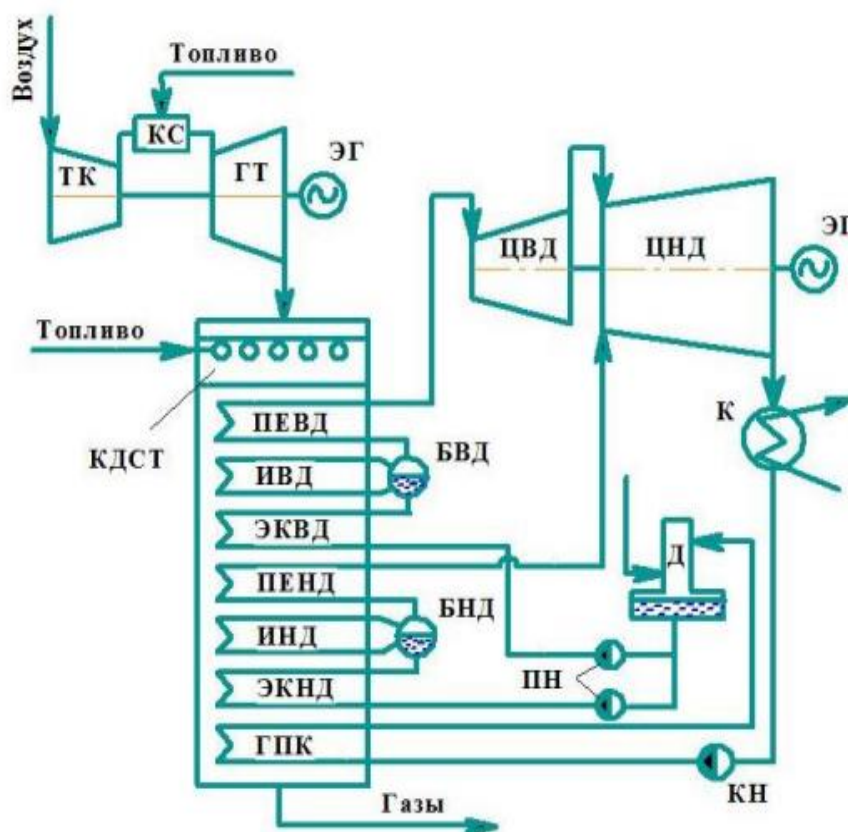 Воздух
Топливо
КС
ТК
ГТ
ЭГ
ЦВД
ЦНД
ЭГ
Топливо
КДСТ
ПЕВД
БВД
К
ИВД
ЭКВД
Д
ПЕНД
БНД
ИНД
ПН
ЭКНД
ГПК
КН
Газы